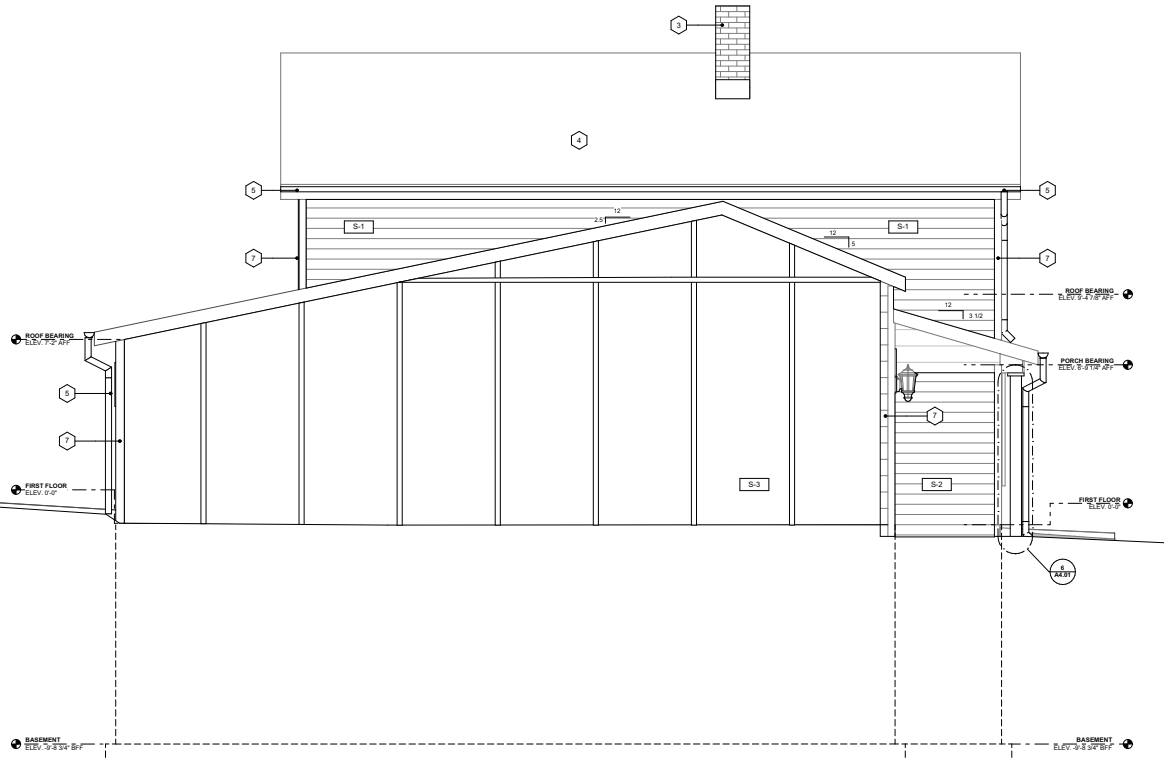 3
4
5
5
S-1
12
2.5
S-1
12
5
7
7
ROOF BEARING
ELEV. 9'-4 7/8" AFF
12
3 1/2
ROOF BEARING
ELEV. 7'-2" AFF
PORCH BEARING
ELEV. 6'-9 1/4" AFF
5
7
7
FIRST FLOOR
ELEV. 0'-0"
S-3
S-2
FIRST FLOOR
ELEV. 0'-0"
6
A4.01
BASEMENT
ELEV. -9'-8 3/4" BFF
BASEMENT
ELEV. -9'-8 3/4" BFF